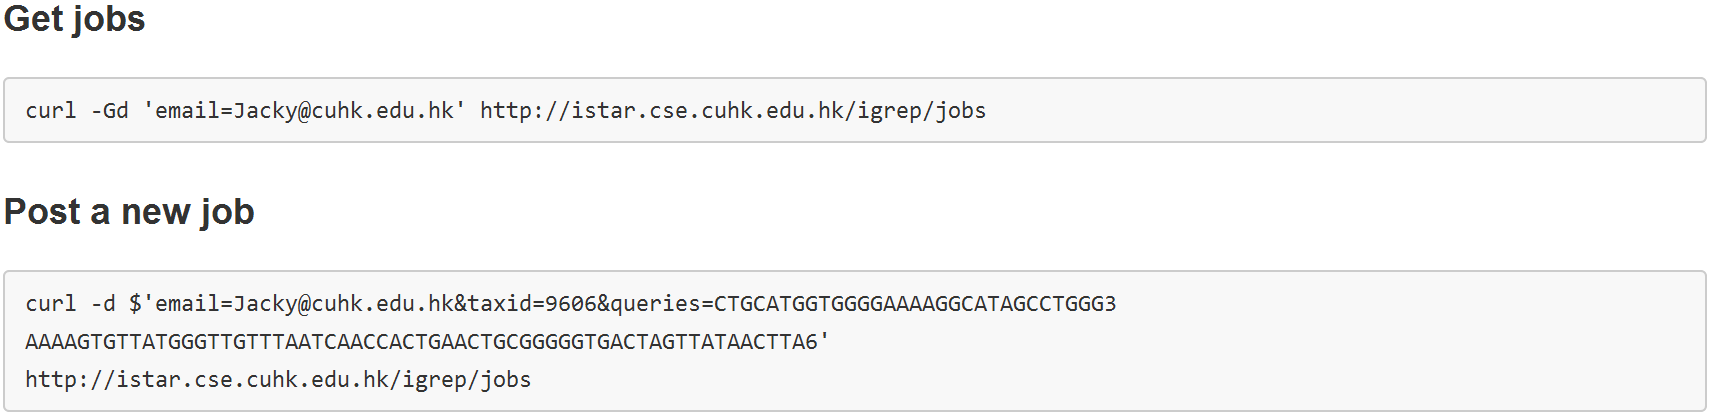 Get jobs
curl -Gd 'email=Jacky@cuhk.edu.hk' http://istar.cse.cuhk.edu.hk/igrep/jobs
Post a new job
curl -d $'email=Jacky@cuhk.edu.hk&taxid=9606&queries=CTGCATGGTGGGGAAAAGGCATAGCCTGGG3
AAAAGTGTTATGGGTTGTTTAATCAACCACTGAACTGCGGGGGTGACTAGTTATAACTTA6'
http://istar.cse.cuhk.edu.hk/igrep/jobs